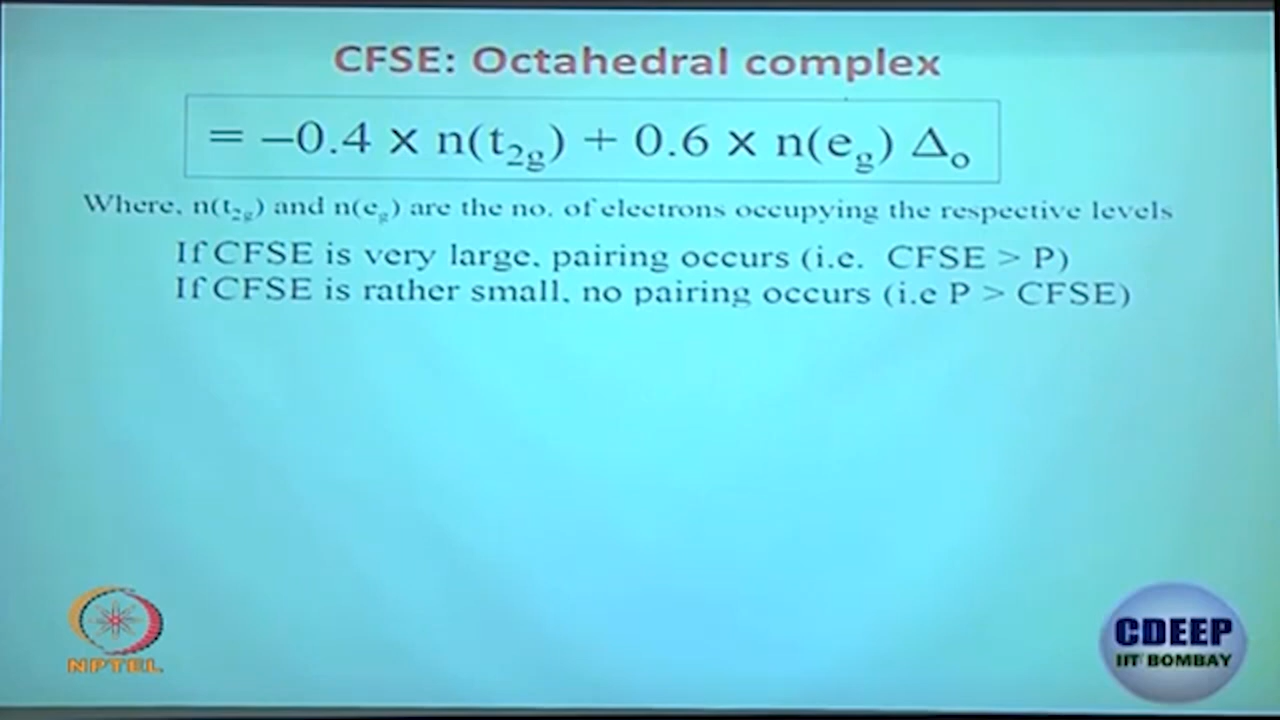 CFSE: Octahedral complex
= –0.4 x n(t₂g) + 0.6 x n(eg) Δₒ
Where, n(t₂g) and n(eg) are the no. of electrons occupying the respective levels
If CFSE is very large, pairing occurs (i.e. CFSE > P)
If CFSE is rather small, no pairing occurs (i.e P > CFSE)
NPTEL
CDEEP
IIT BOMBAY